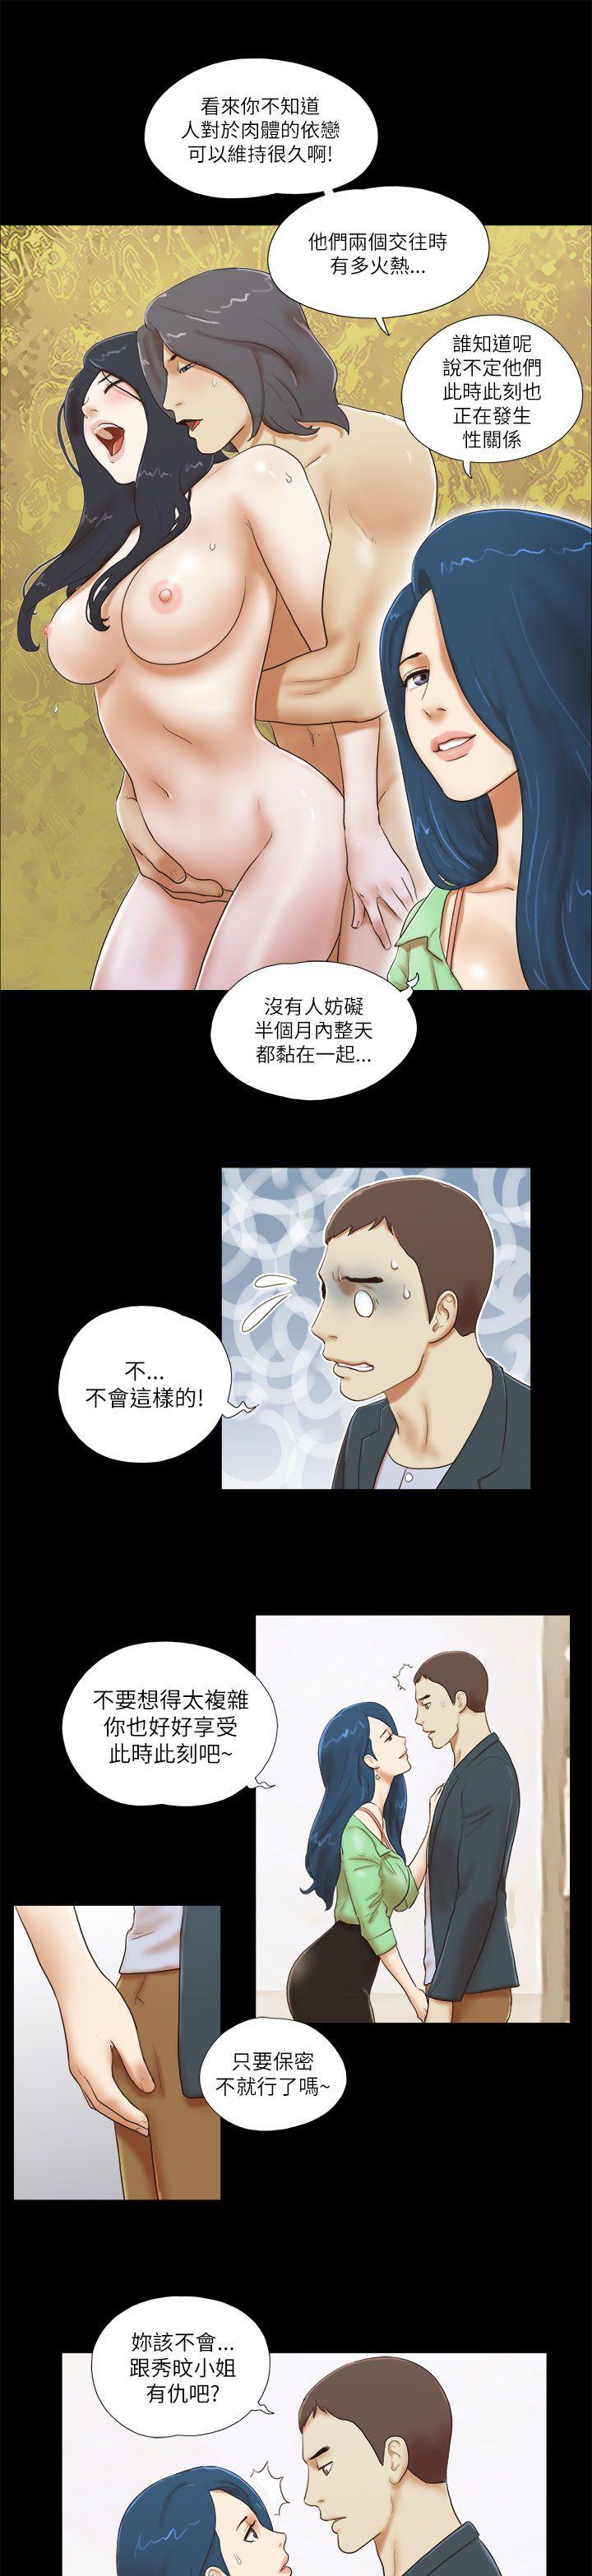 看來你不知道
人對於肉體的依戀
可以維持很久啊!
他們兩個交往時
有多火熱...
誰知道呢
說不定他們
此時此刻也
正在發生
性關係
沒有人妨礙
半個月內整天
都黏在一起...
不...
不會這樣的!
不要想得太複雜
你也好好享受
此時此刻吧~
只要保密
不就行了嗎~
妳該不會...
跟秀旼小姐
有仇吧?